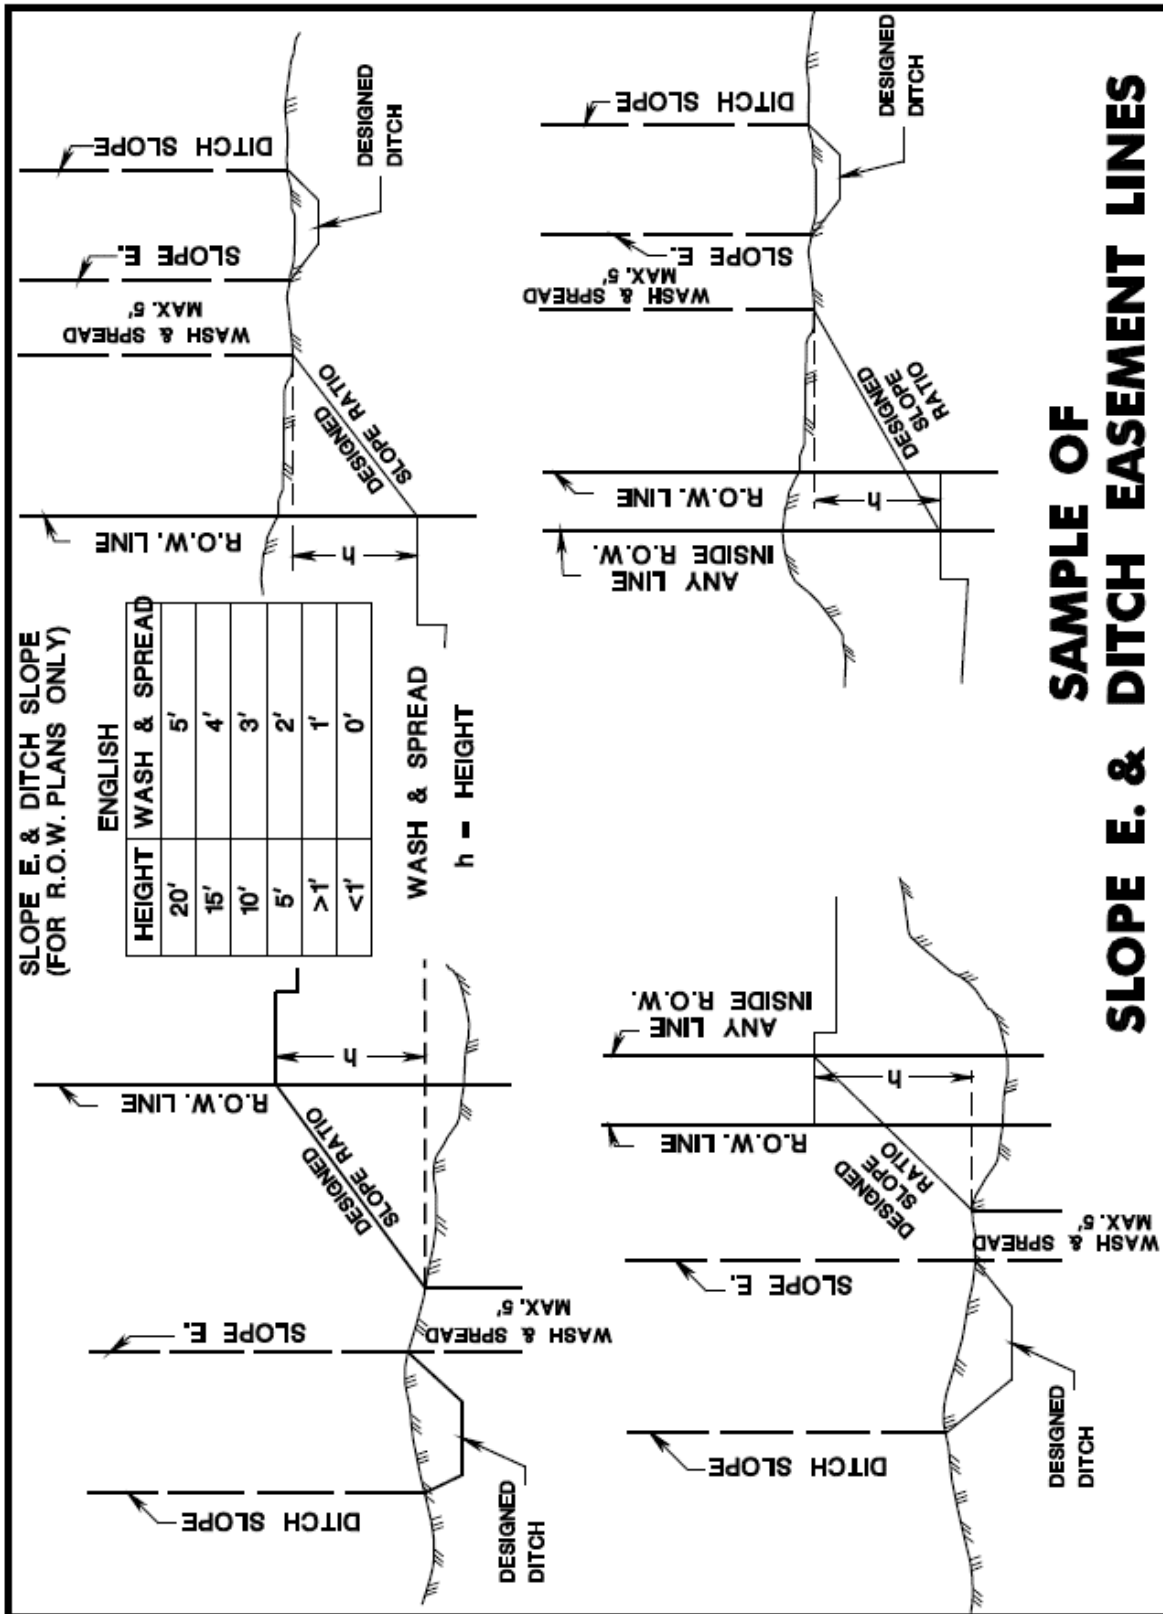 SLOPE E. & DITCH SLOPE
(FOR R.O.W. PLANS ONLY)
ENGLISH
HEIGHT WASH & SPREAD
20' 5'
15' 4'
10' 3'
5' 2'
>1' 1'
<1' 0'
WASH & SPREAD
h = HEIGHT
DITCH SLOPE
SLOPE E.
WASH & SPREAD
MAX. 5'
DESIGNED
SLOPE RATIO
R.O.W. LINE
h
DESIGNED
DITCH
R.O.W. LINE
h
DESIGNED
SLOPE RATIO
WASH & SPREAD
MAX. 5'
SLOPE E.
DITCH SLOPE
DESIGNED
DITCH
DITCH SLOPE
SLOPE E.
WASH & SPREAD
MAX. 5'
DESIGNED
SLOPE
RATIO
R.O.W. LINE
ANY LINE
INSIDE R.O.W.
h
DESIGNED
DITCH
ANY LINE
INSIDE R.O.W.
R.O.W. LINE
h
DESIGNED
SLOPE
RATIO
WASH & SPREAD
MAX. 5'
SLOPE E.
DITCH SLOPE
DESIGNED
DITCH
SAMPLE OF
SLOPE E. & DITCH EASEMENT LINES